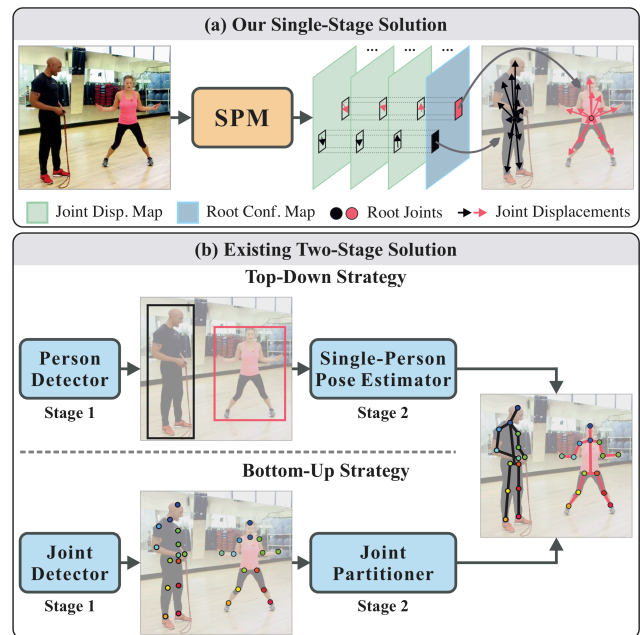 (a) Our Single-Stage Solution
SPM
... ... ...
Joint Disp. Map Root Conf. Map Root Joints Joint Displacements
(b) Existing Two-Stage Solution
Top-Down Strategy
Person
Detector
Stage 1
Single-Person
Pose Estimator
Stage 2
Bottom-Up Strategy
Joint
Detector
Stage 1
Joint
Partitioner
Stage 2